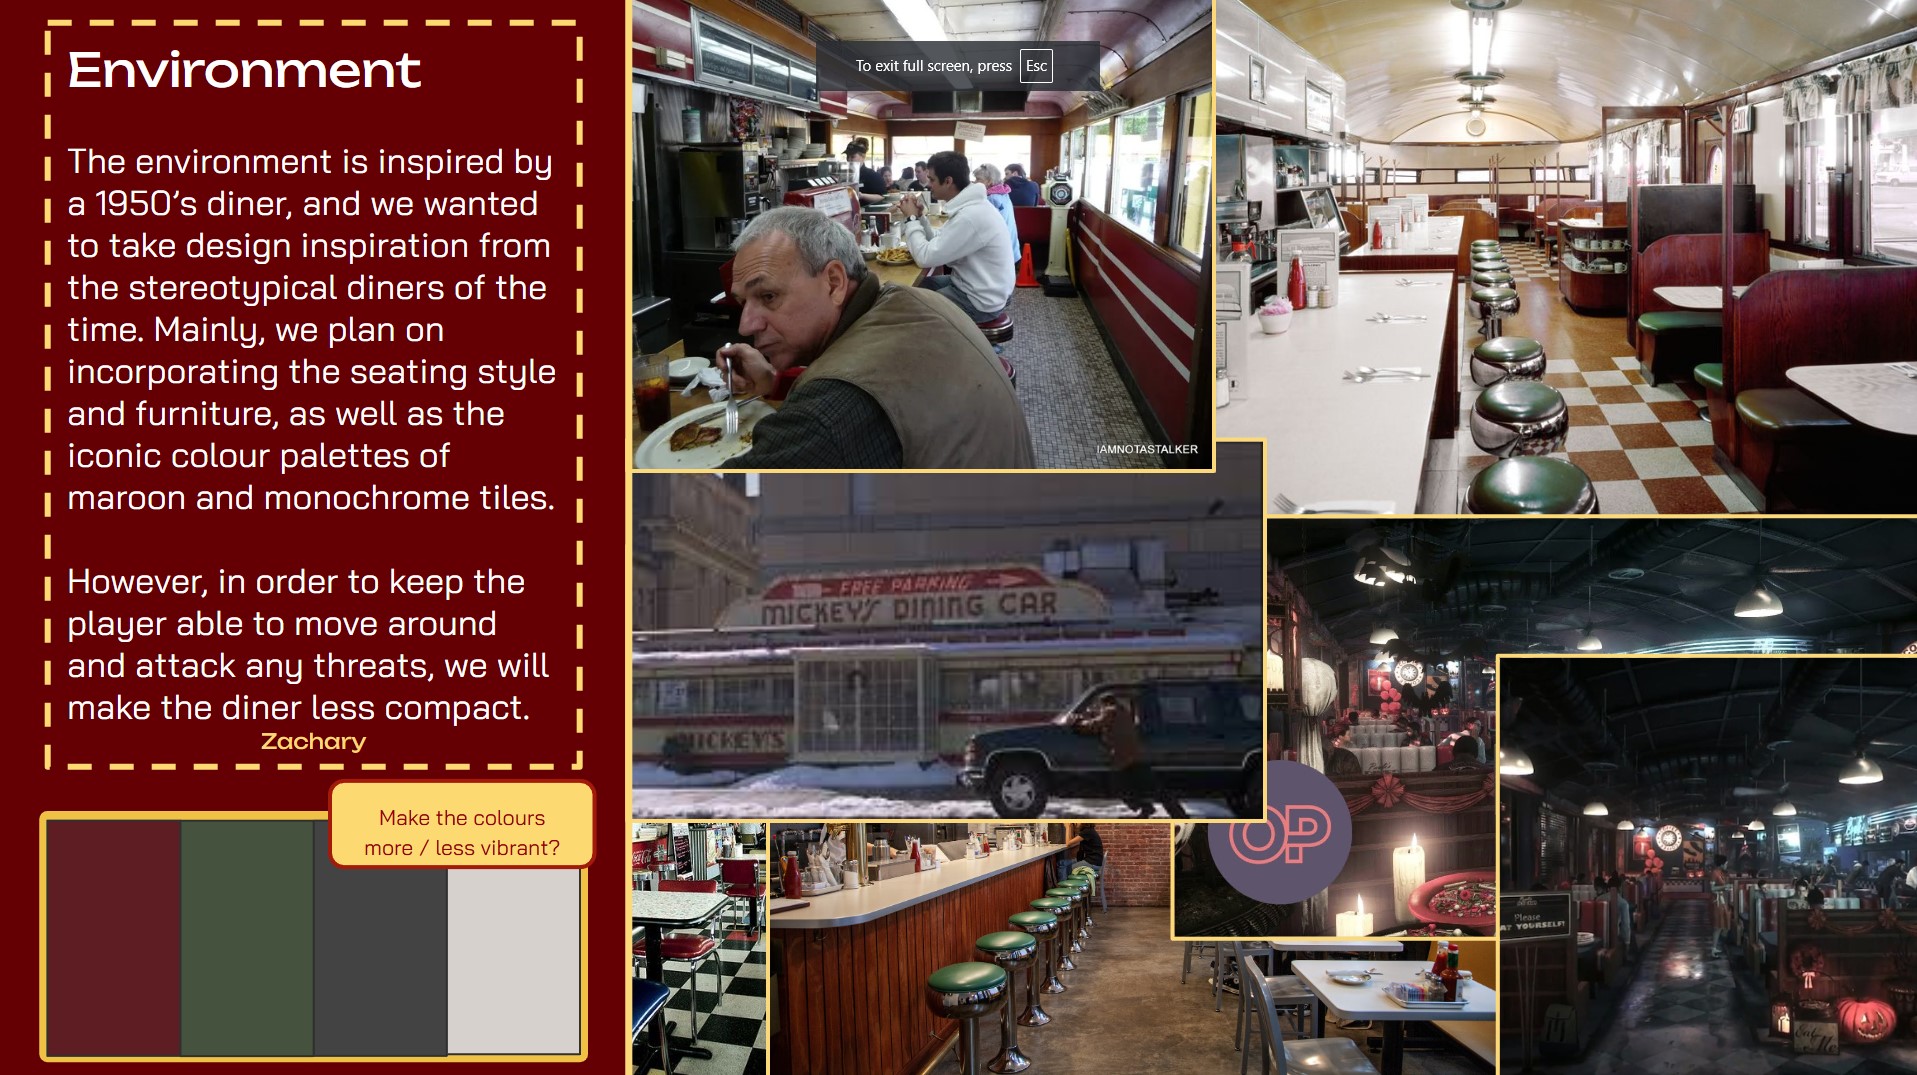 Environment
The environment is inspired by
a 1950's diner, and we wanted
to take design inspiration from
the stereotypical diners of the
time. Mainly, we plan on
incorporating the seating style
and furniture, as well as the
iconic colour palettes of
maroon and monochrome tiles.
However, in order to keep the
player able to move around
and attack any threats, we will
make the diner less compact.
Zachary
Make the colours
more / less vibrant?
To exit full screen, press Esc
IAMNOTASTALKER
EXIT
FREE PARKING
MICKEY'S DINING CAR
MICKEY'S
OP
Please
YOURSELF!